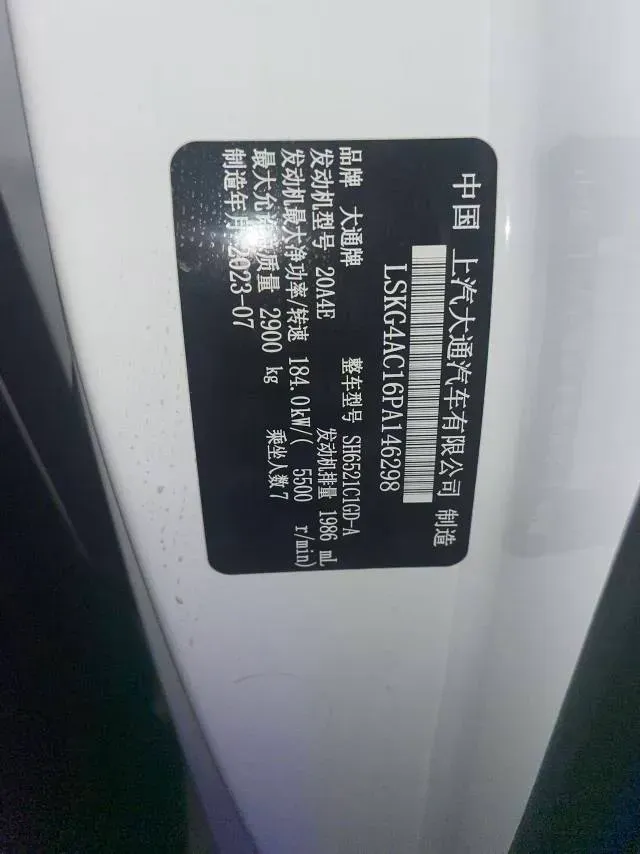 中国 上汽大通汽车有限公司 制造
LSKG4AC16PA146298
品牌 大通牌 整车型号 SH6521C1GD-A
发动机型号 20A4E 发动机排量 1986 mL
发动机最大净功率/转速 184.0kW/( 5500 r/min)
最大允 质量 2900 kg 乘坐人数 7
制造年月 2023-07